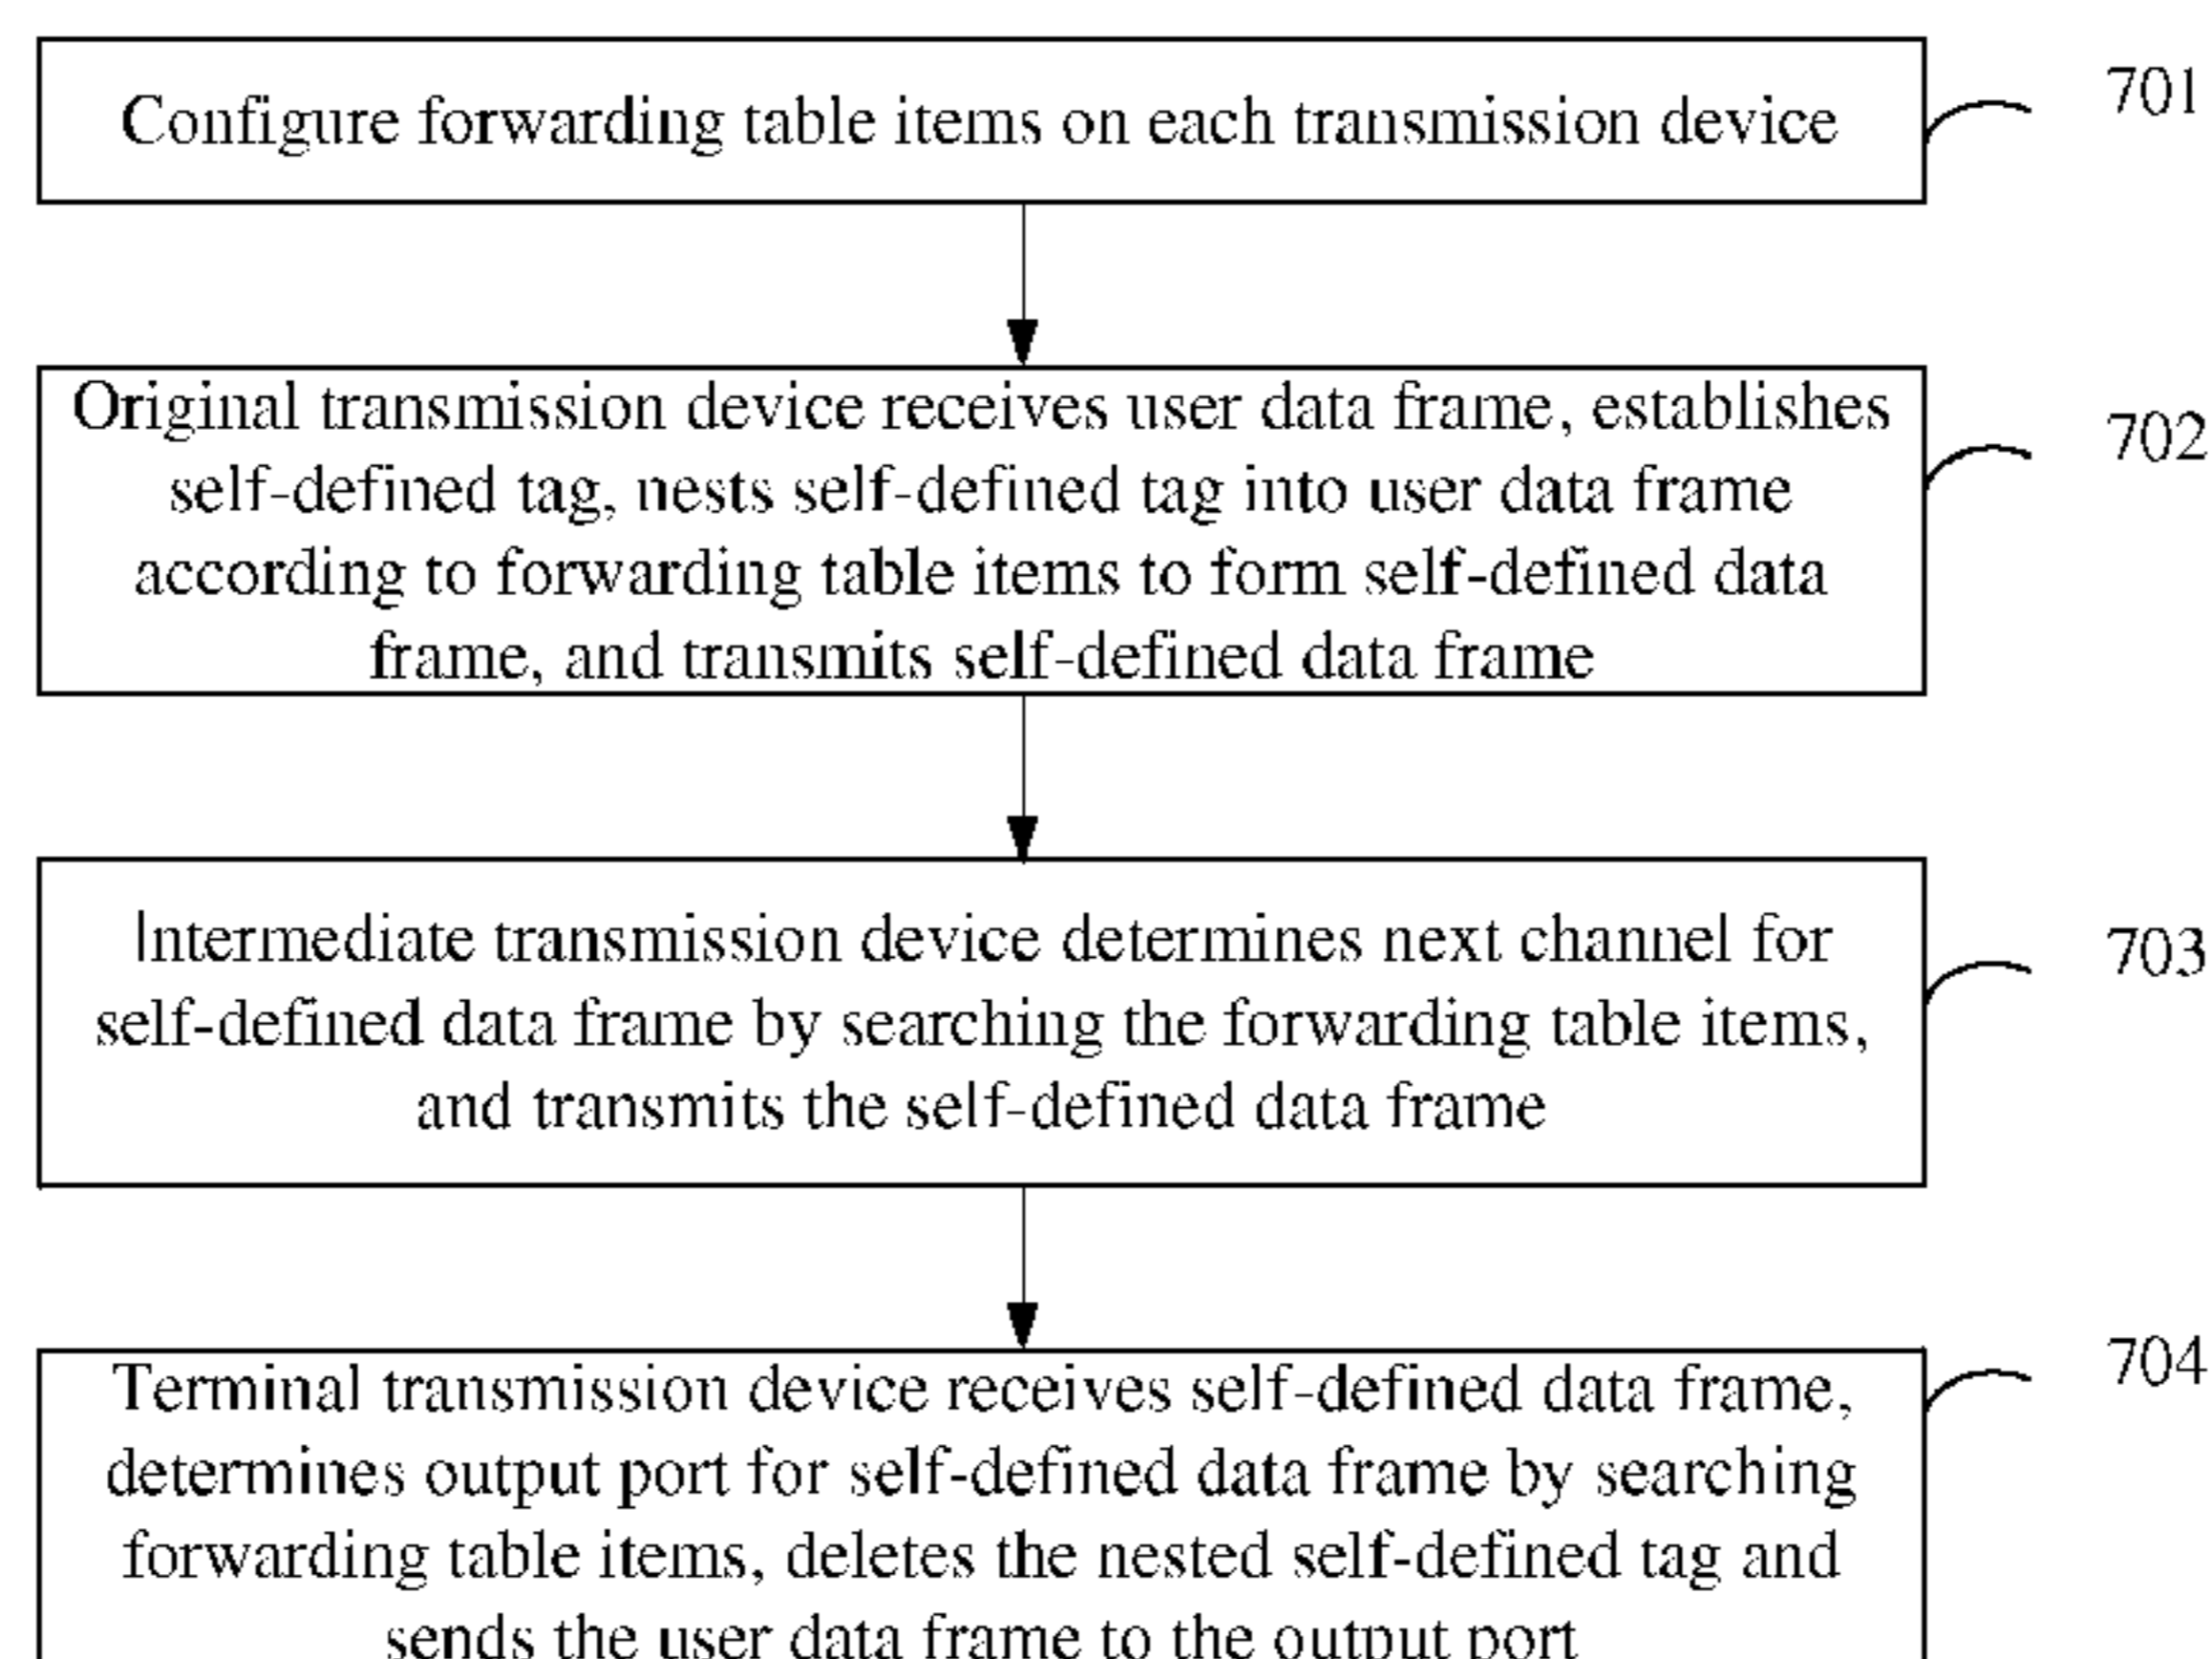 Configure forwarding table items on each transmission device
701
Original transmission device receives user data frame, establishes
self-defined tag, nests self-defined tag into user data frame
according to forwarding table items to form self-defined data
frame, and transmits self-defined data frame
702
Intermediate transmission device determines next channel for
self-defined data frame by searching the forwarding table items,
and transmits the self-defined data frame
703
Terminal transmission device receives self-defined data frame,
determines output port for self-defined data frame by searching
forwarding table items, deletes the nested self-defined tag and
sends the user data frame to the output port
704